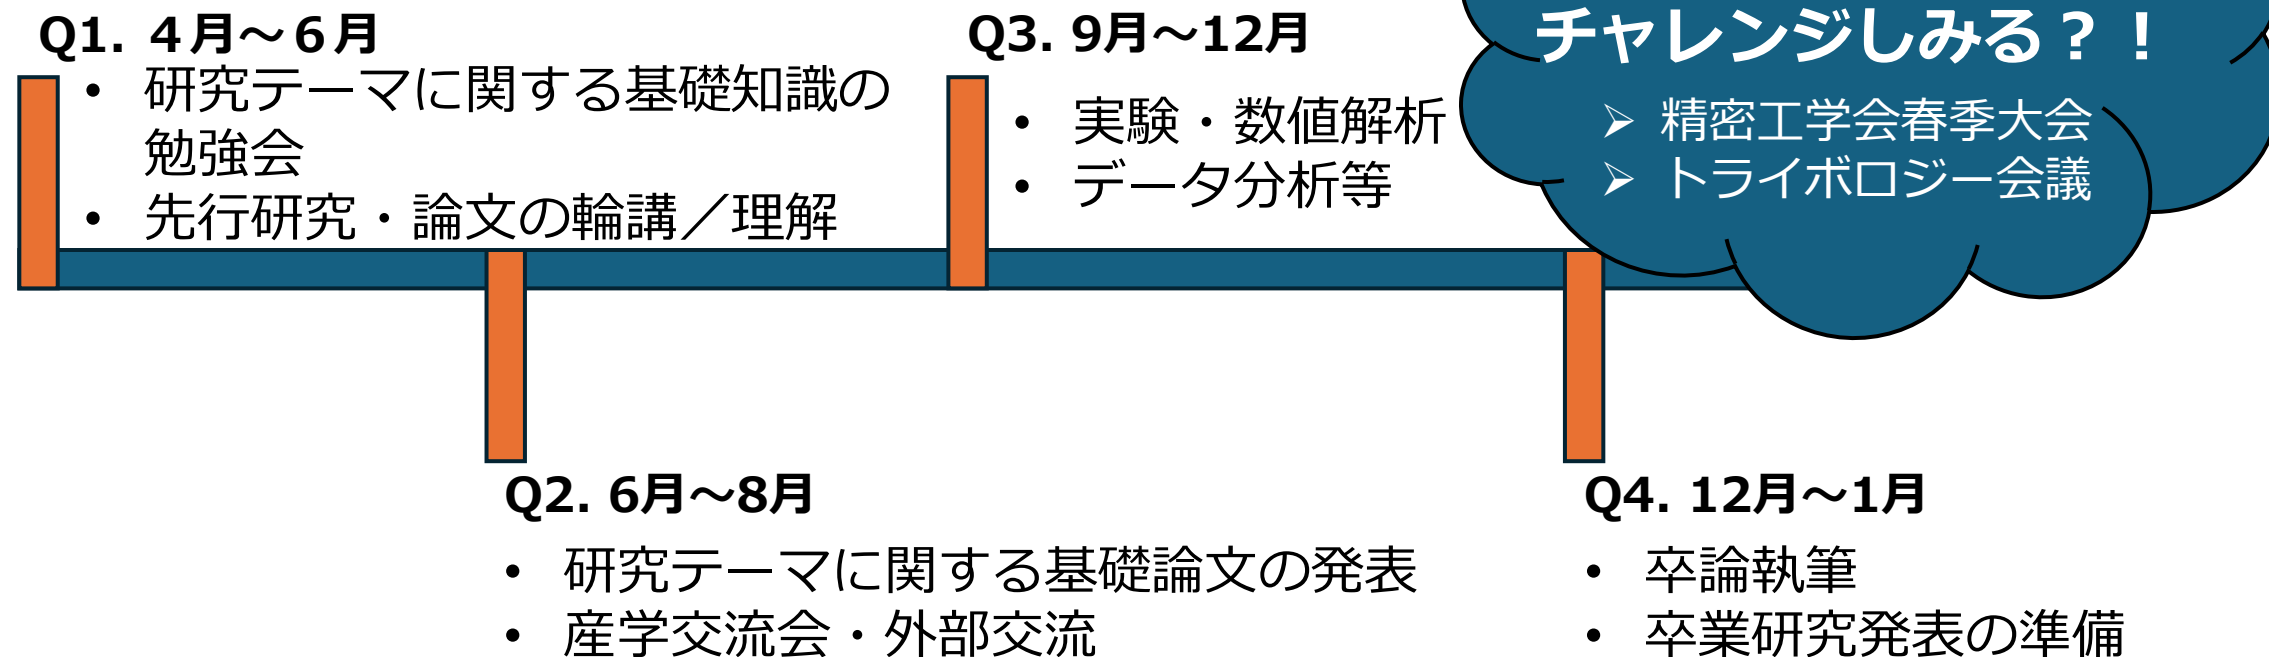 Q1. ４月～６月
• 研究テーマに関する基礎知識の
勉強会
• 先行研究・論文の輪講／理解
Q3. 9月～12月
• 実験・数値解析
• データ分析等
チャレンジしみる？！
➢ 精密工学会春季大会
➢ トライボロジー会議
Q2. 6月～8月
• 研究テーマに関する基礎論文の発表
• 産学交流会・外部交流
Q4. 12月～1月
• 卒論執筆
• 卒業研究発表の準備